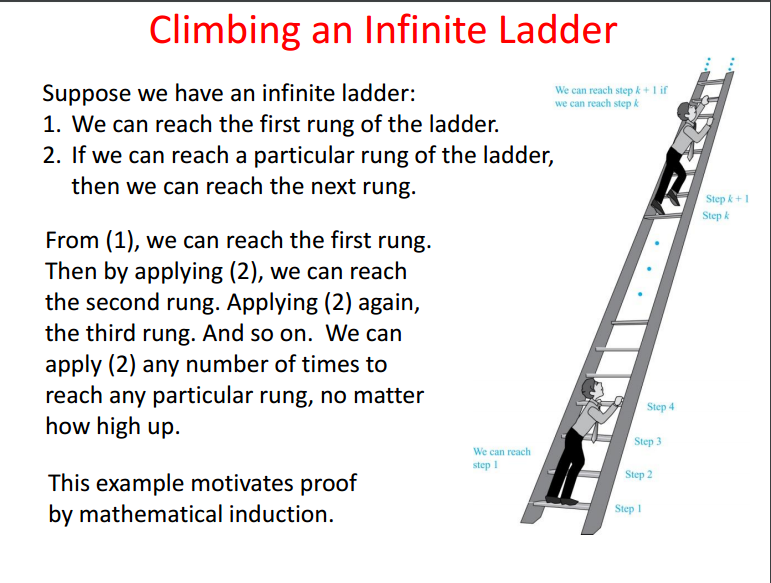 Climbing an Infinite Ladder
Suppose we have an infinite ladder:
1. We can reach the first rung of the ladder.
2. If we can reach a particular rung of the ladder,
then we can reach the next rung.
From (1), we can reach the first rung.
Then by applying (2), we can reach
the second rung. Applying (2) again,
the third rung. And so on. We can
apply (2) any number of times to
reach any particular rung, no matter
how high up.
This example motivates proof
by mathematical induction.
We can reach step k + 1 if
we can reach step k
Step k + 1
Step k
Step 4
Step 3
Step 2
Step 1
We can reach
step 1